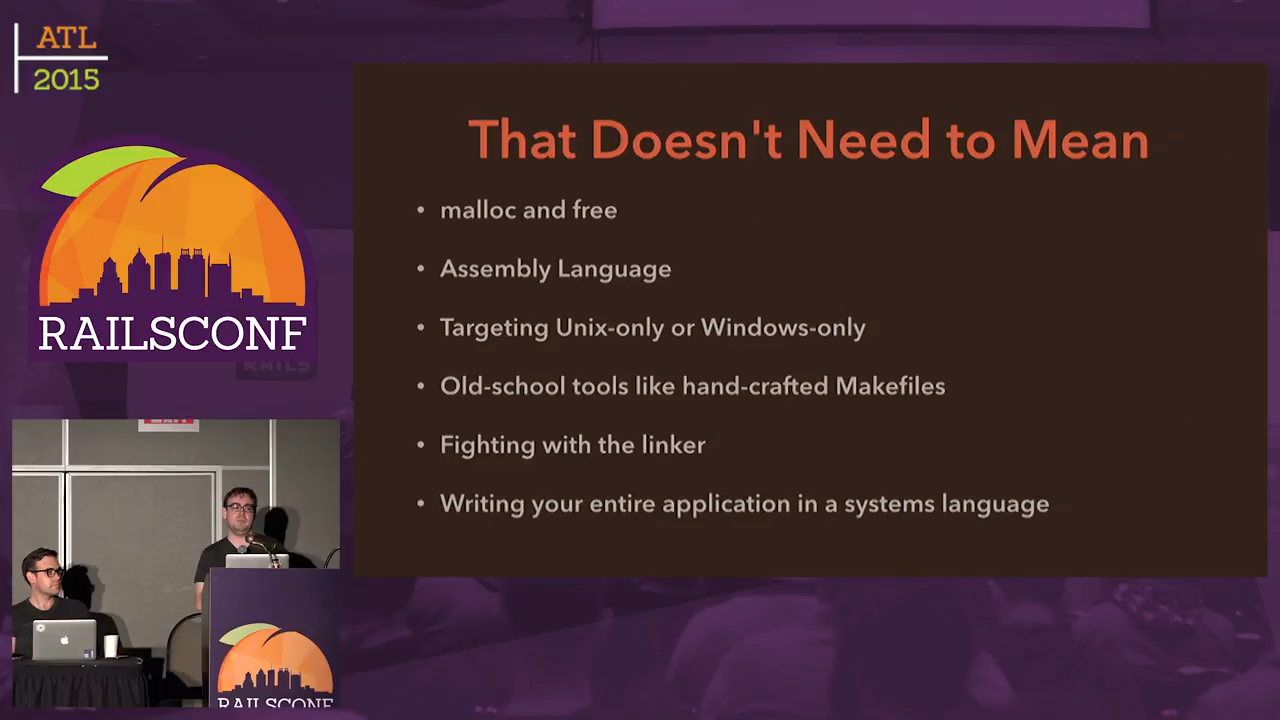 ATL
2015
RAILSCONF
RAILS
That Doesn't Need to Mean
• malloc and free
• Assembly Language
• Targeting Unix-only or Windows-only
• Old-school tools like hand-crafted Makefiles
• Fighting with the linker
• Writing your entire application in a systems language
RAILSCONF